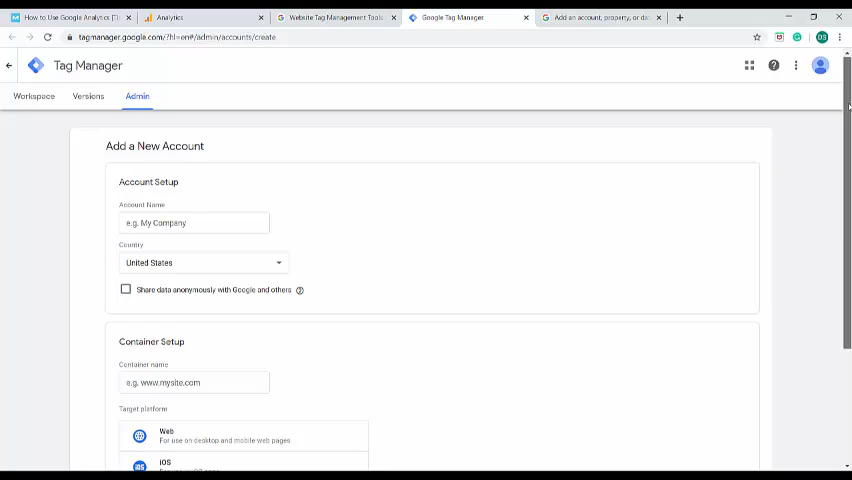 How to Use Google Analytics [
Analytics
Website Tag Management Tools
Google Tag Manager
Add an account, property, or da
tagmanager.google.com/?hl=en#/admin/accounts/create
DS
Tag Manager
Workspace Versions Admin
Add a New Account
Account Setup
Account Name
e.g. My Company
Country
United States
Share data anonymously with Google and others
Container Setup
Container name
e.g. www.mysite.com
Target platform
Web
For use on desktop and mobile web pages
iOS
iOS